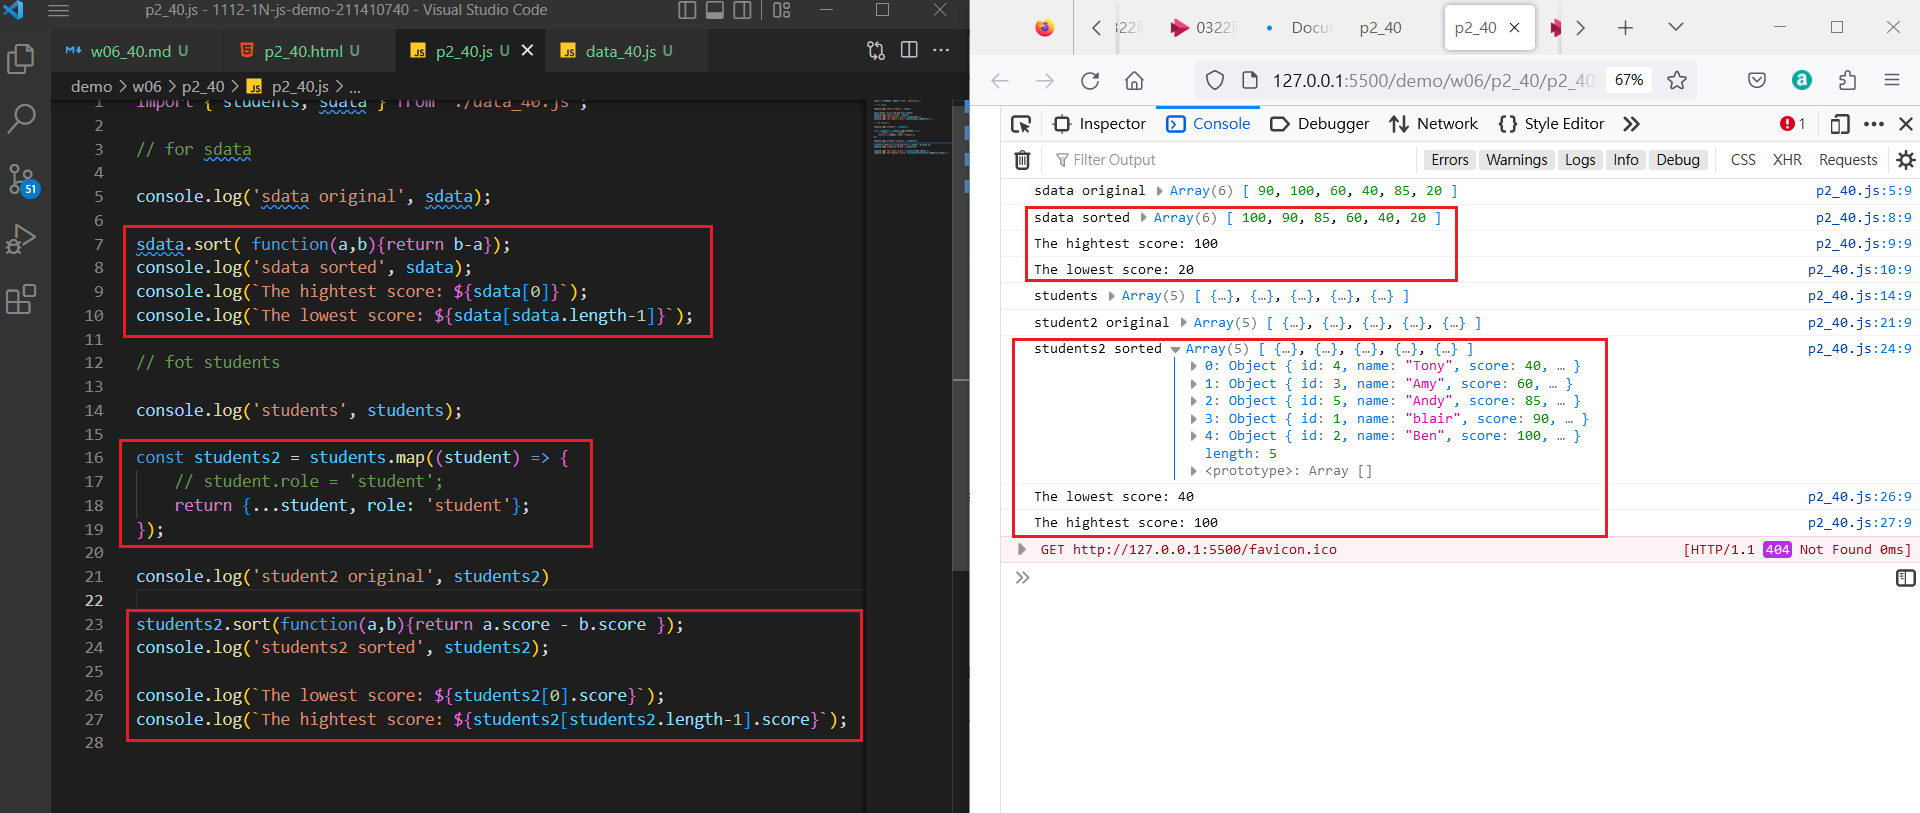 p2_40.js - 1112-1N-js-demo-211410740 - Visual Studio Code
w06_40.md U
p2_40.html U
p2_40.js U
data_40.js U
demo > w06 > p2_40 > p2_40.js > ...
1 import { students, sdata } from './data_40.js';
2
3 // for sdata
4
5 console.log('sdata original', sdata);
6
7 sdata.sort( function(a,b){return b-a});
8 console.log('sdata sorted', sdata);
9 console.log(`The hightest score: ${sdata[0]}`);
10 console.log(`The lowest score: ${sdata[sdata.length-1]}`);
11
12 // fot students
13
14 console.log('students', students);
15
16 const students2 = students.map((student) => {
17 // student.role = 'student';
18 return {...student, role: 'student'};
19 });
20
21 console.log('student2 original', students2)
22
23 students2.sort(function(a,b){return a.score - b.score });
24 console.log('students2 sorted', students2);
25
26 console.log(`The lowest score: ${students2[0].score}`);
27 console.log(`The hightest score: ${students2[students2.length-1].score}`);
28
51
0322
Docu
p2_40
p2_40
127.0.0.1:5500/demo/w06/p2_40/p2_40
67%
Inspector Console Debugger Network Style Editor 1
Filter Output
Errors Warnings Logs Info Debug CSS XHR Requests
sdata original Array(6) [ 90, 100, 60, 40, 85, 20 ] p2_40.js:5:9
sdata sorted Array(6) [ 100, 90, 85, 60, 40, 20 ] p2_40.js:8:9
The hightest score: 100 p2_40.js:9:9
The lowest score: 20 p2_40.js:10:9
students Array(5) [ {…}, {…}, {…}, {…}, {…} ] p2_40.js:14:9
student2 original Array(5) [ {…}, {…}, {…}, {…}, {…} ] p2_40.js:21:9
students2 sorted Array(5) [ {…}, {…}, {…}, {…}, {…} ] p2_40.js:24:9
0: Object { id: 4, name: "Tony", score: 40, … }
1: Object { id: 3, name: "Amy", score: 60, … }
2: Object { id: 5, name: "Andy", score: 85, … }
3: Object { id: 1, name: "blair", score: 90, … }
4: Object { id: 2, name: "Ben", score: 100, … }
length: 5
<prototype>: Array []
The lowest score: 40 p2_40.js:26:9
The hightest score: 100 p2_40.js:27:9
GET http://127.0.0.1:5500/favicon.ico [HTTP/1.1 404 Not Found 0ms]